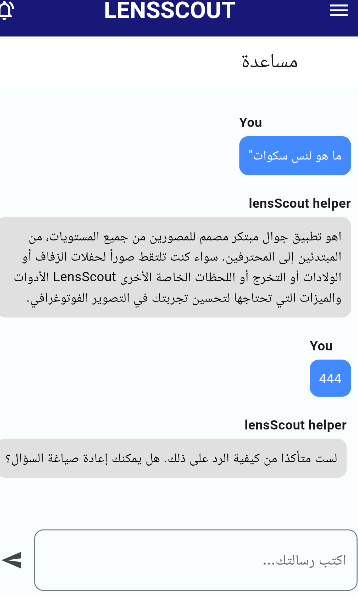 LENSSCOUT
مساعدة
You
ما هو لنس سكوات"
lensScout helper
اهو تطبيق جوال مبتكر مصمم للمصورين من جميع المستويات، من
المبتدئين إلى المحترفين. سواء كنت تلتقط صوراً لحفلات الزفاف أو
الولادات أو التخرج أو اللحظات الخاصة الأخرى LensScout الأدوات
والميزات التي تحتاجها لتحسين تجربتك في التصوير الفوتوغرافي.
You
444
lensScout helper
لست متأكدًا من كيفية الرد على ذلك. هل يمكنك إعادة صياغة السؤال؟
اكتب رسالتك...